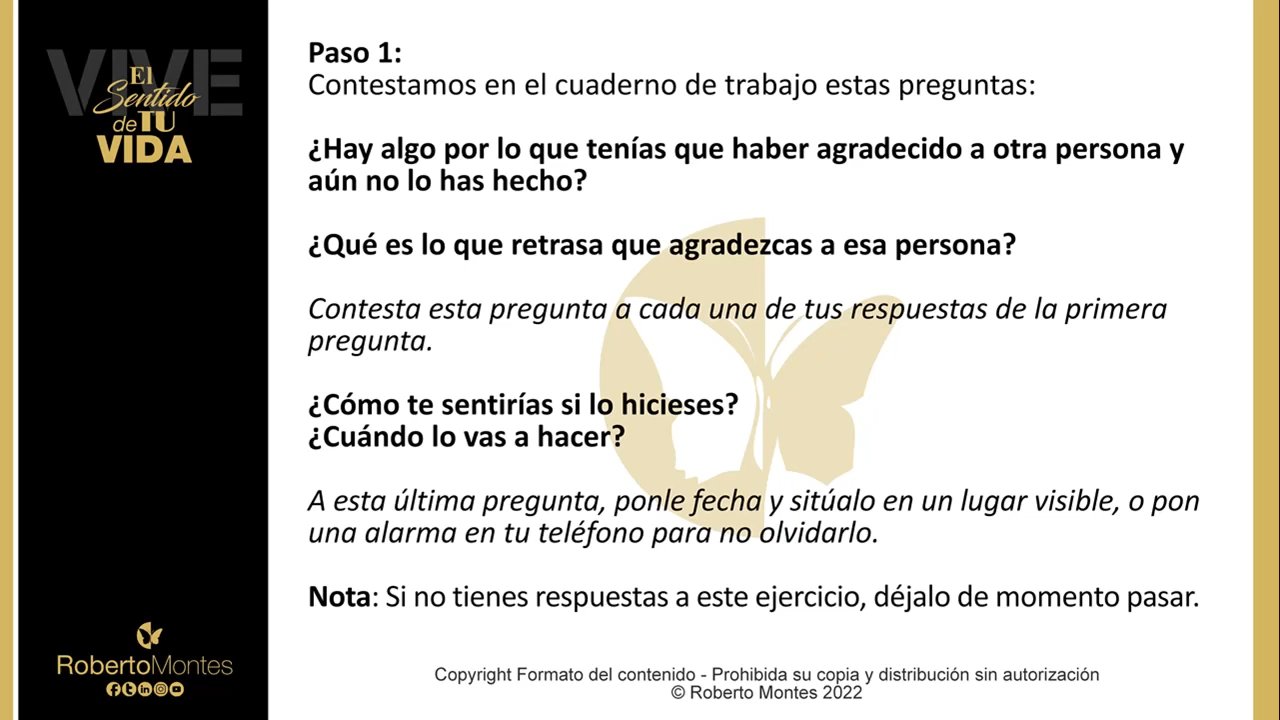 VIVE
El
Sentido
de TU
VIDA
Paso 1:
Contestamos en el cuaderno de trabajo estas preguntas:
¿Hay algo por lo que tenías que haber agradecido a otra persona y
aún no lo has hecho?
¿Qué es lo que retrasa que agradezcas a esa persona?
Contesta esta pregunta a cada una de tus respuestas de la primera
pregunta.
¿Cómo te sentirías si lo hicieses?
¿Cuándo lo vas a hacer?
A esta última pregunta, ponle fecha y sitúalo en un lugar visible, o pon
una alarma en tu teléfono para no olvidarlo.
Nota: Si no tienes respuestas a este ejercicio, déjalo de momento pasar.
RobertoMontes
Copyright Formato del contenido - Prohibida su copia y distribución sin autorización
© Roberto Montes 2022